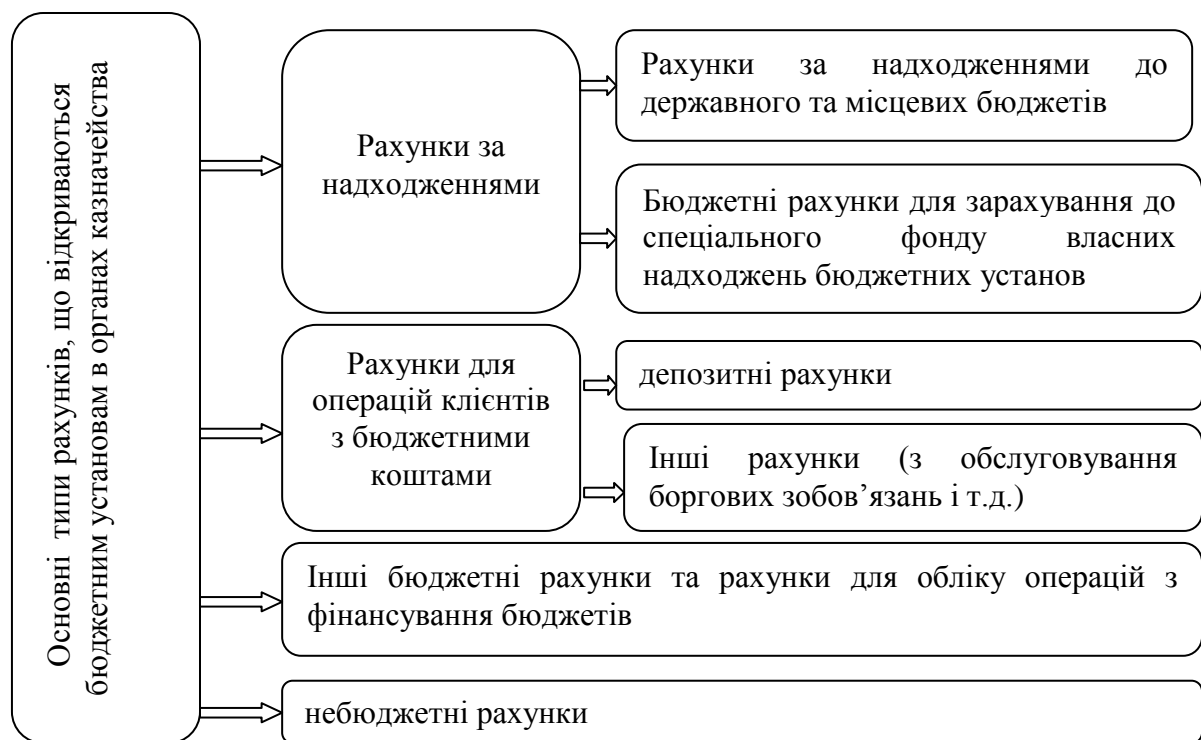 Основні типи рахунків, що відкриваються
бюджетним установам в органах казначейства
Рахунки за
надходженнями
Рахунки за надходженнями до
державного та місцевих бюджетів
Бюджетні рахунки для зарахування до
спеціального фонду власних
надходжень бюджетних установ
Рахунки для
операцій клієнтів
з бюджетними
коштами
депозитні рахунки
Інші рахунки (з обслуговування
боргових зобов’язань і т.д.)
Інші бюджетні рахунки та рахунки для обліку операцій з
фінансування бюджетів
небюджетні рахунки